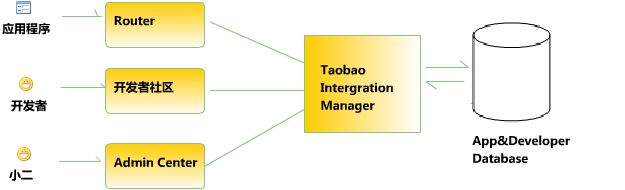 应用程序
Router
开发者
开发者社区
小二
Admin Center
Taobao
Intergration
Manager
App&Developer
Database